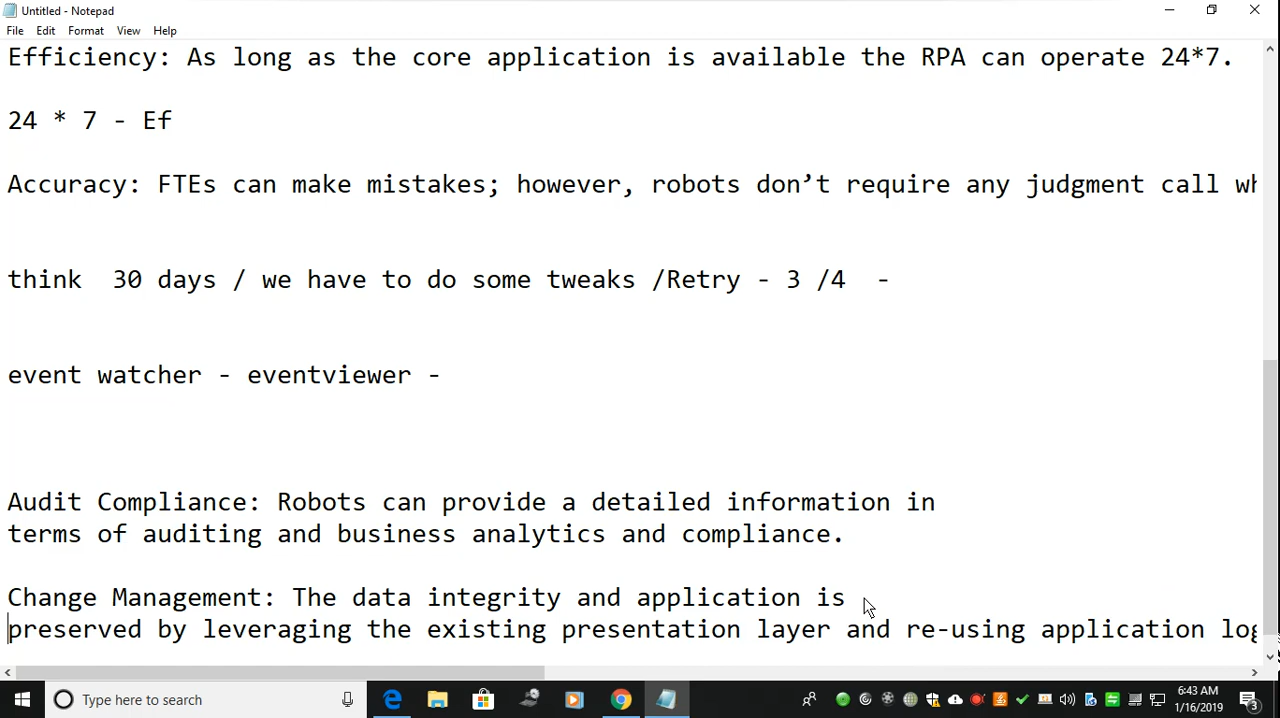 Untitled - Notepad
File Edit Format View Help
Efficiency: As long as the core application is available the RPA can operate 24*7.
24 * 7 - Ef
Accuracy: FTEs can make mistakes; however, robots don’t require any judgment call wh
think  30 days / we have to do some tweaks /Retry - 3 /4  -
event watcher - eventviewer -
Audit Compliance: Robots can provide a detailed information in
terms of auditing and business analytics and compliance.
Change Management: The data integrity and application is
preserved by leveraging the existing presentation layer and re-using application log
Type here to search
6:43 AM
1/16/2019
3